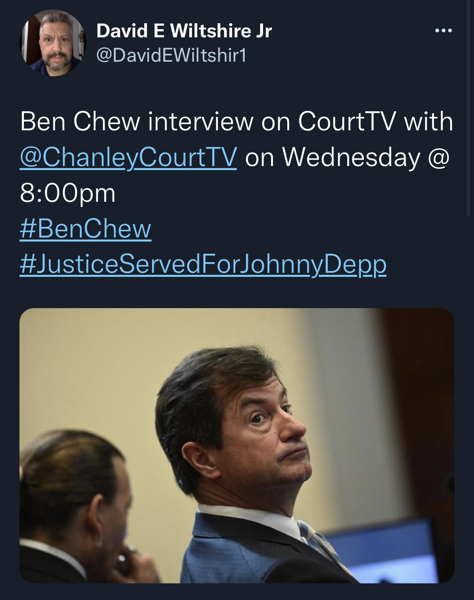 David E Wiltshire Jr
@DavidEWiltshir1
Ben Chew interview on CourtTV with
@ChanleyCourtTV on Wednesday @
8:00pm
#BenChew
#JusticeServedForJohnnyDepp